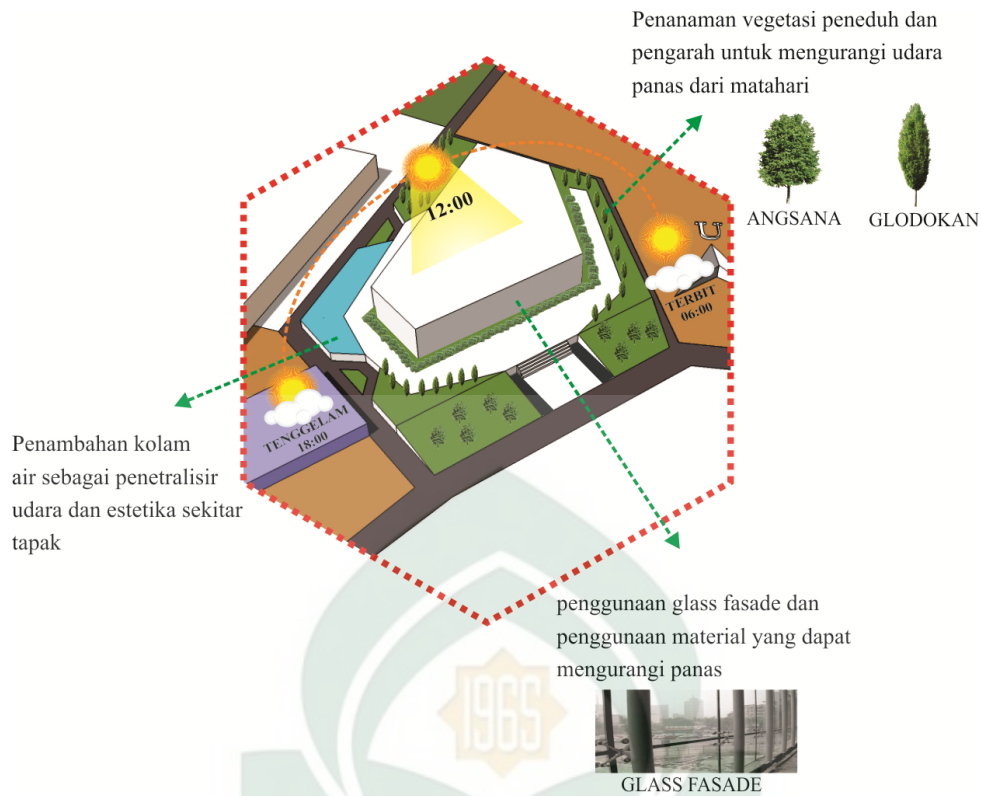 Penanaman vegetasi peneduh dan
pengarah untuk mengurangi udara
panas dari matahari
ANGSANA
GLODOKAN
12:00
U
TERBIT
06:00
TENGGELAM
18:00
Penambahan kolam
air sebagai penetralisir
udara dan estetika sekitar
tapak
penggunaan glass fasade dan
penggunaan material yang dapat
mengurangi panas
1965
GLASS FASADE